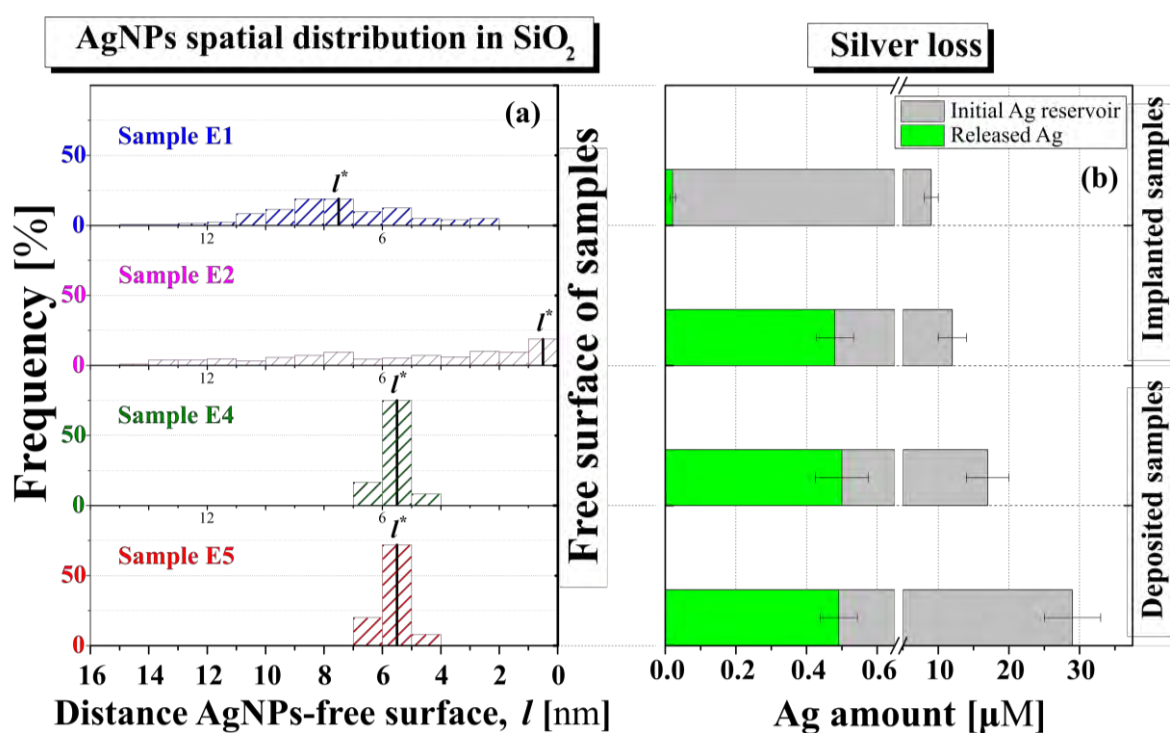 AgNPs spatial distribution in SiO₂
Silver loss
(a)
Sample E1
l*
50
0
12
6
Sample E2
l*
50
0
12
6
Sample E4
l*
50
0
12
6
Sample E5
l*
50
0
16 14 12 10 8 6 4 2 0
Frequency [%]
Distance AgNPs-free surface, l [nm]
Free surface of samples
Initial Ag reservoir
Released Ag
(b)
0.0 0.2 0.4 0.6 10 20 30
Ag amount [µM]
Implanted samples
Deposited samples